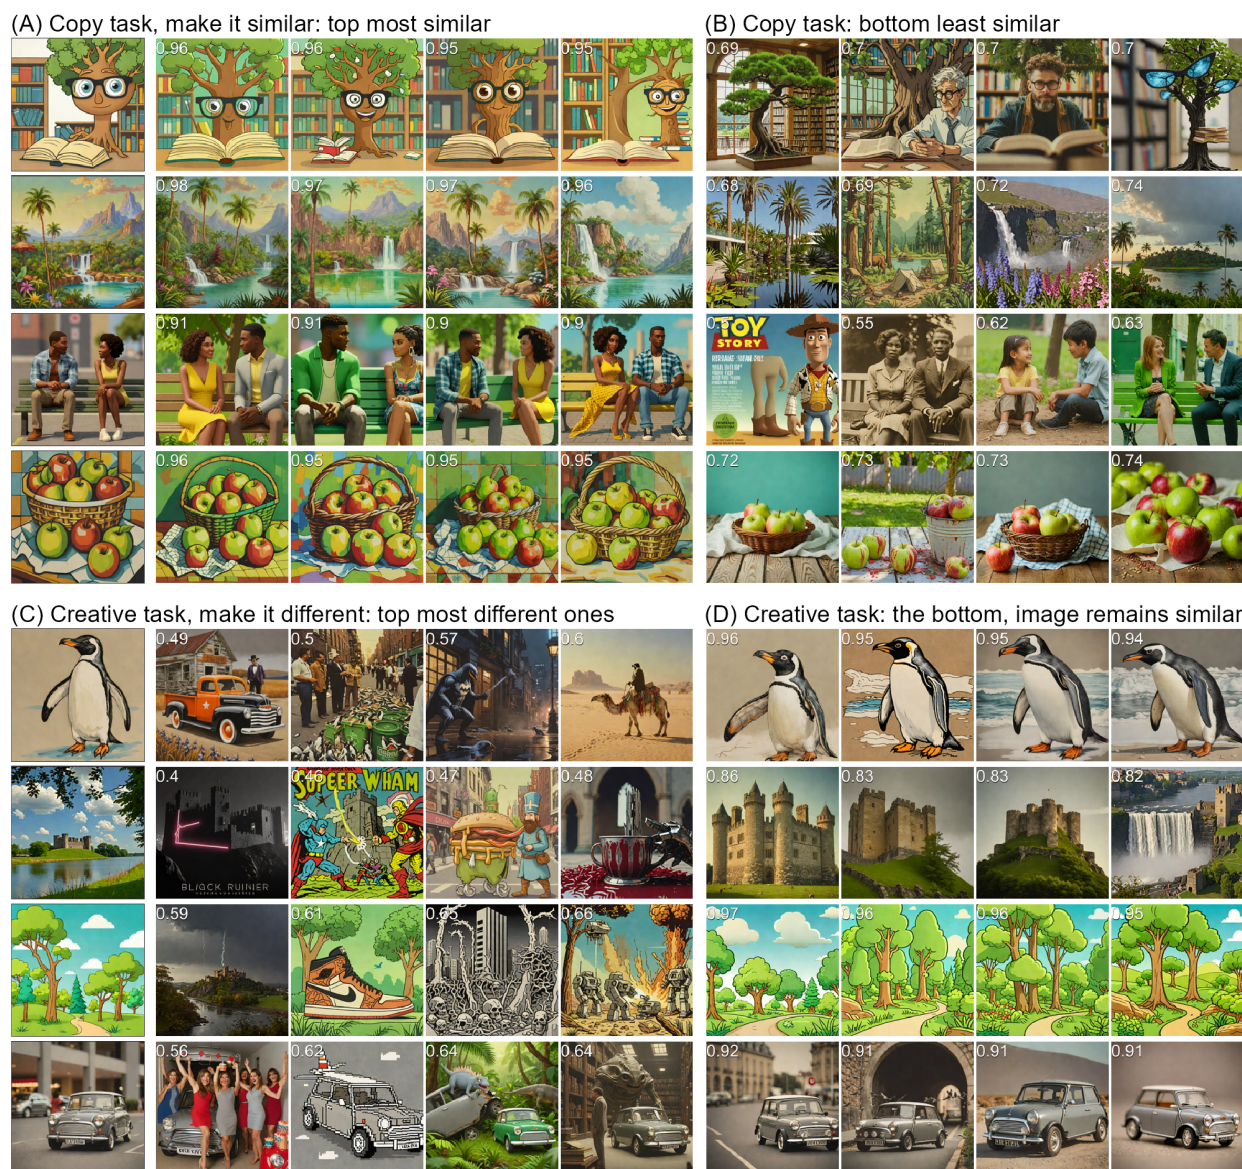 (A) Copy task, make it similar: top most similar
(B) Copy task: bottom least similar
0.96 0.96 0.95 0.95 0.69 0.7 0.7 0.7
0.98 0.97 0.97 0.96 0.68 0.69 0.72 0.74
0.91 0.91 0.9 0.9 0.55 0.62 0.63
TOY
STORY
0.96 0.95 0.95 0.95 0.72 0.73 0.73 0.74
(C) Creative task, make it different: top most different ones
(D) Creative task: the bottom, image remains similar
0.49 0.5 0.57 0.6 0.96 0.95 0.95 0.94
0.4 0.46 0.47 0.48 0.86 0.83 0.83 0.82
SUPEER WHAM
BLACK RUINIER
0.59 0.61 0.65 0.66 0.97 0.96 0.96 0.95
0.56 0.62 0.64 0.64 0.92 0.91 0.91 0.91